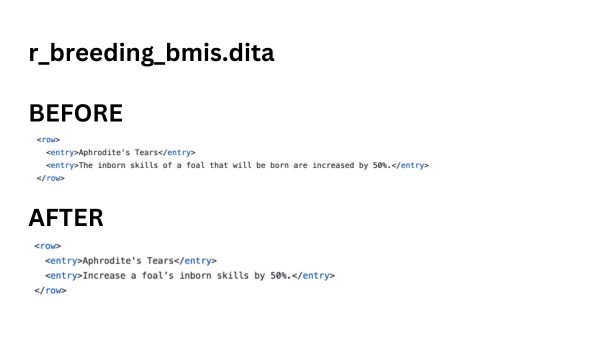 r_breeding_bmis.dita
BEFORE
<row>
<entry>Aphrodite's Tears</entry>
<entry>The inborn skills of a foal that will be born are increased by 50%.</entry>
</row>
AFTER
<row>
<entry>Aphrodite's Tears</entry>
<entry>Increase a foal's inborn skills by 50%.</entry>
</row>